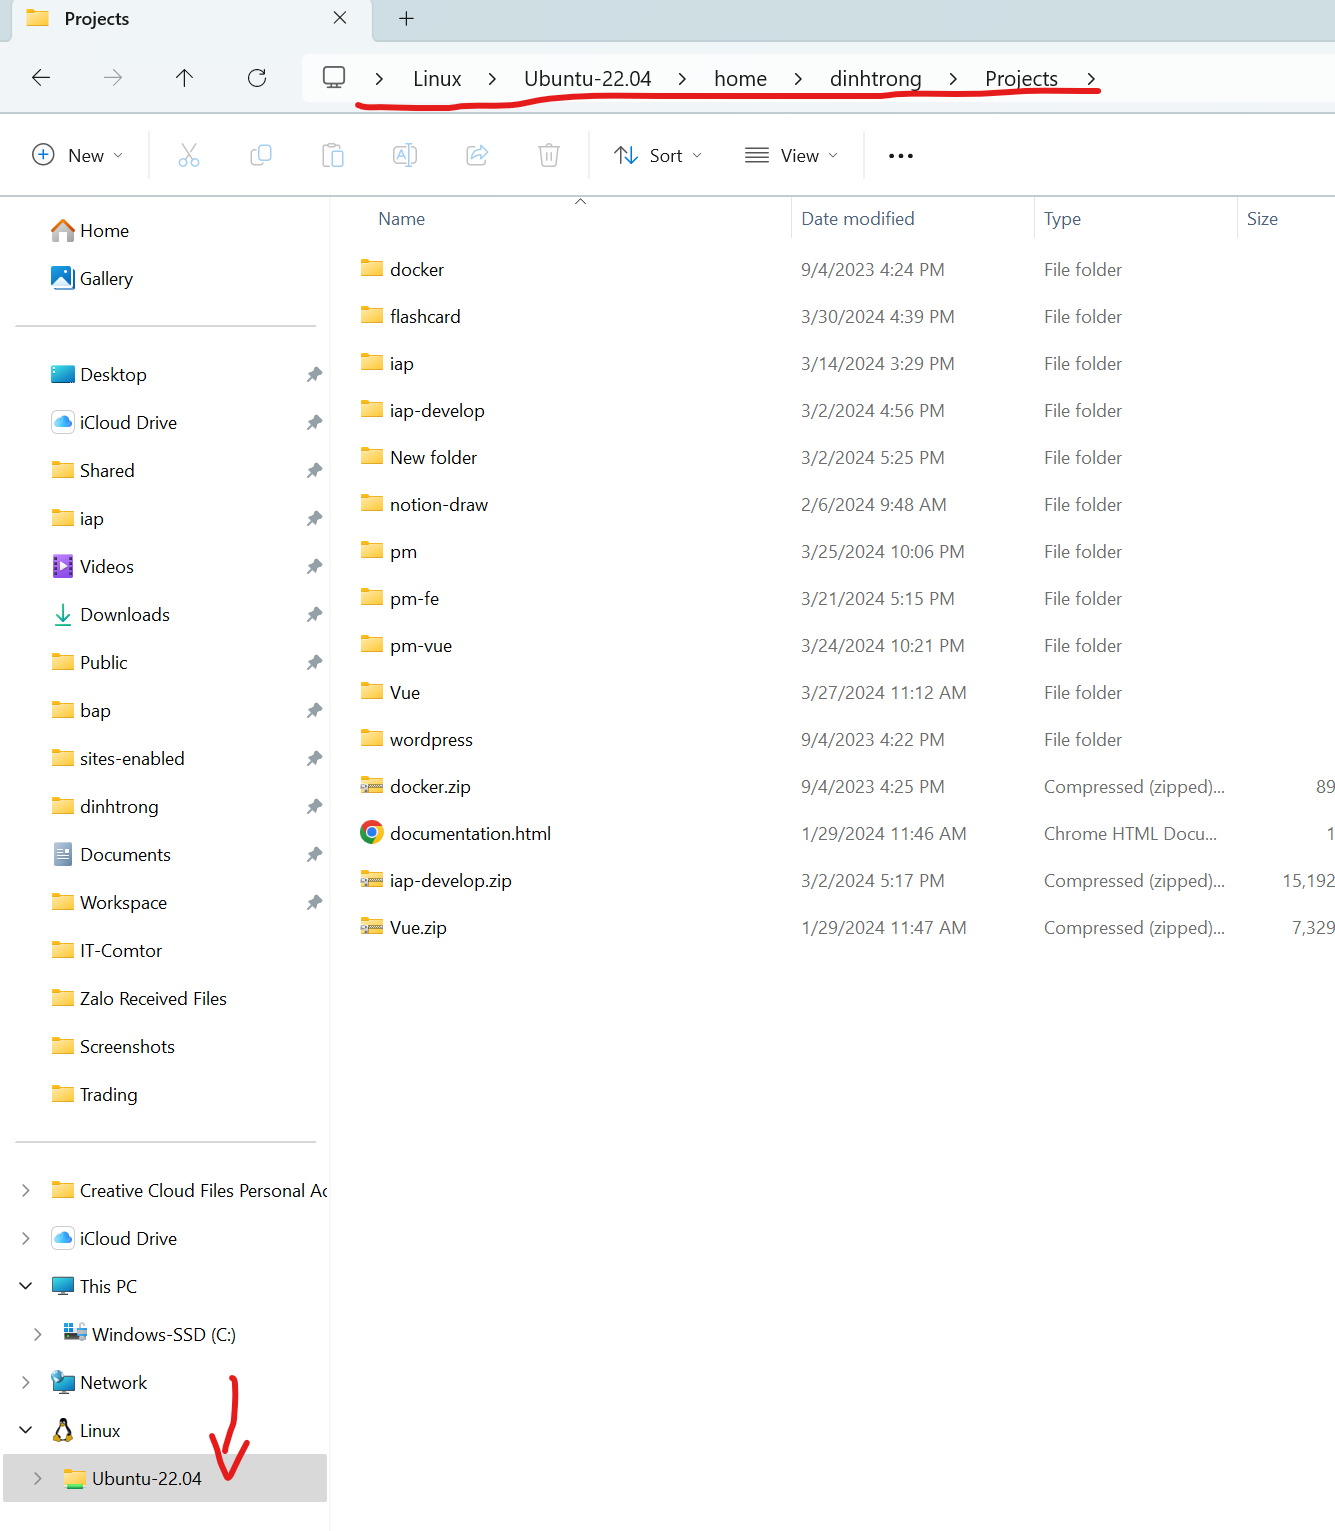 Projects
Linux > Ubuntu-22.04 > home > dinhtrong > Projects >
New Sort View
Name Date modified Type Size
Home
Gallery
Desktop
iCloud Drive
Shared
iap
Videos
Downloads
Public
bap
sites-enabled
dinhtrong
Documents
Workspace
IT-Comtor
Zalo Received Files
Screenshots
Trading
Creative Cloud Files Personal Ac
iCloud Drive
This PC
Windows-SSD (C:)
Network
Linux
Ubuntu-22.04
docker 9/4/2023 4:24 PM File folder
flashcard 3/30/2024 4:39 PM File folder
iap 3/14/2024 3:29 PM File folder
iap-develop 3/2/2024 4:56 PM File folder
New folder 3/2/2024 5:25 PM File folder
notion-draw 2/6/2024 9:48 AM File folder
pm 3/25/2024 10:06 PM File folder
pm-fe 3/21/2024 5:15 PM File folder
pm-vue 3/24/2024 10:21 PM File folder
Vue 3/27/2024 11:12 AM File folder
wordpress 9/4/2023 4:22 PM File folder
docker.zip 9/4/2023 4:25 PM Compressed (zipped)... 89
documentation.html 1/29/2024 11:46 AM Chrome HTML Docu... 1
iap-develop.zip 3/2/2024 5:17 PM Compressed (zipped)... 15,192
Vue.zip 1/29/2024 11:47 AM Compressed (zipped)... 7,329